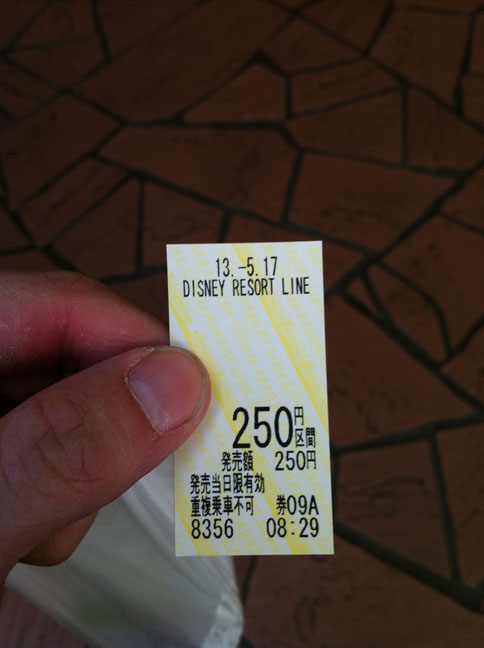 13.-5.17
DISNEY RESORT LINE
250円区間
発売額 250円
発売当日限有効
重複乗車不可 券09A
8356 08:29